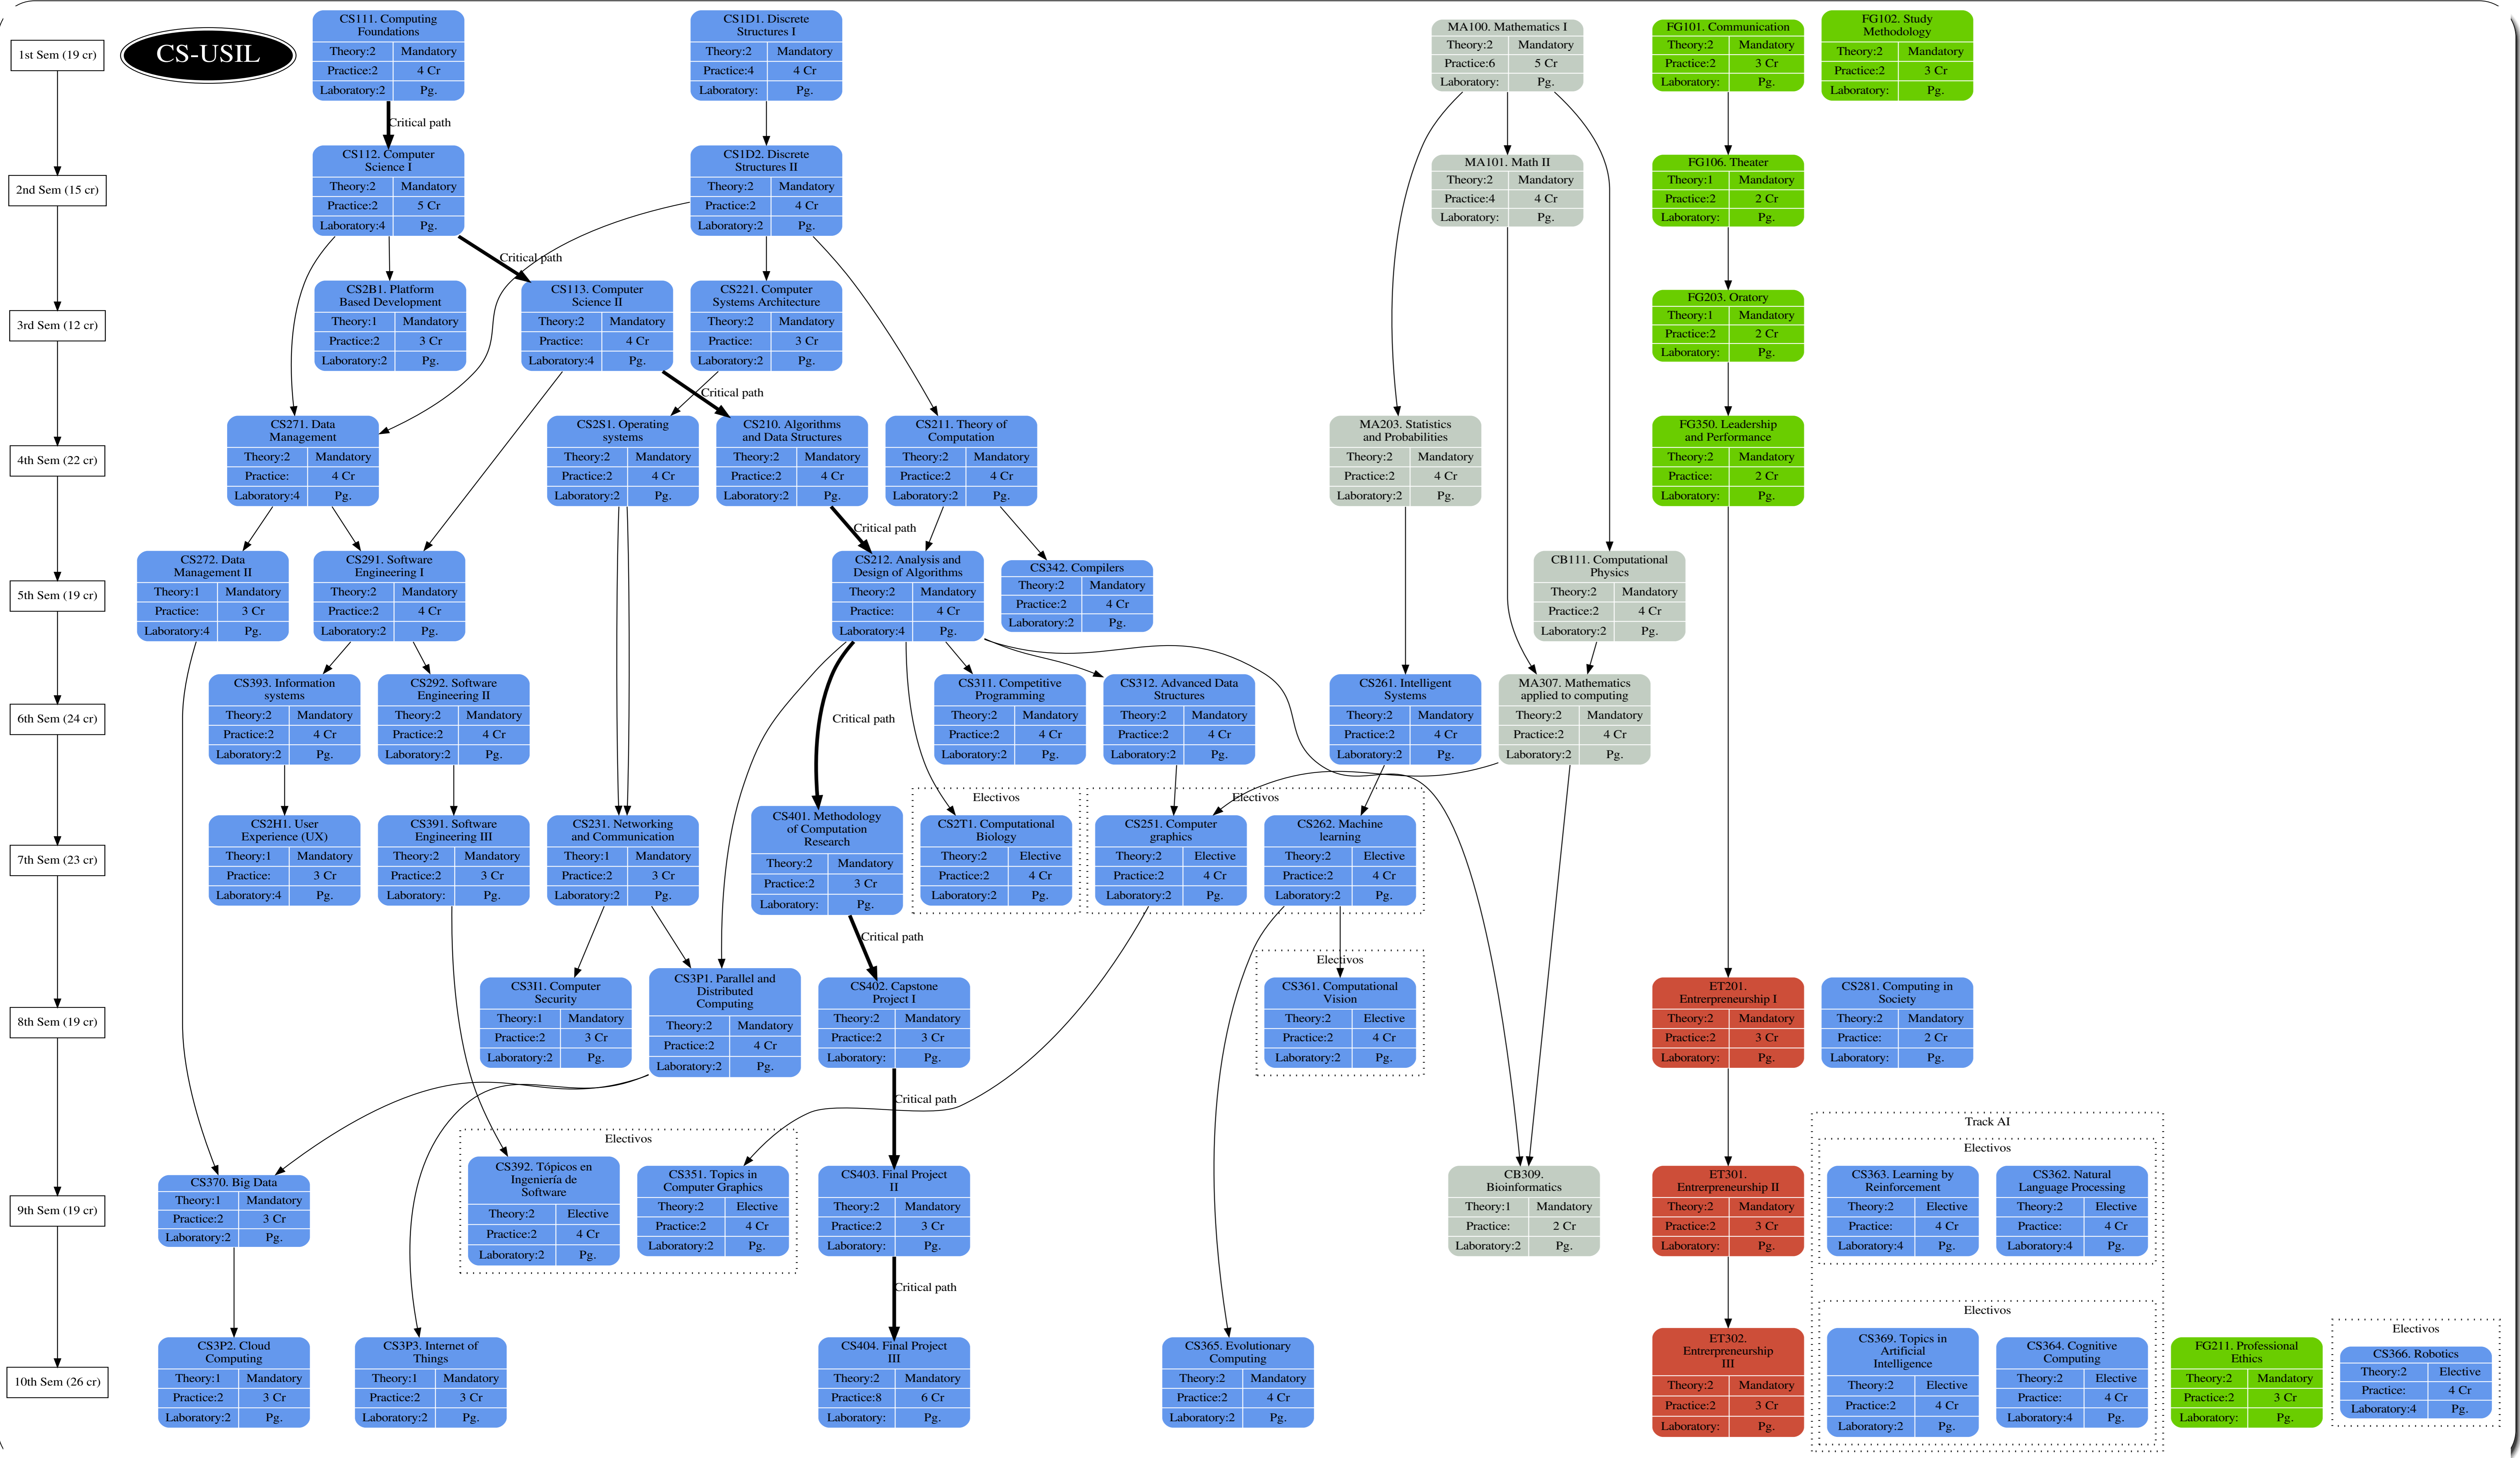 CS-USIL
1st Sem (19 cr)
CS111. Computing
Foundations
Theory:2 Mandatory
Practice:2 4 Cr
Laboratory:2 Pg.
CS1D1. Discrete
Structures I
Theory:2 Mandatory
Practice:4 4 Cr
Laboratory: Pg.
MA100. Mathematics I
Theory:2 Mandatory
Practice:6 5 Cr
Laboratory: Pg.
FG101. Communication
Theory:2 Mandatory
Practice:2 3 Cr
Laboratory: Pg.
FG102. Study
Methodology
Theory:2 Mandatory
Practice:2 3 Cr
Laboratory: Pg.
Critical path
2nd Sem (15 cr)
CS112. Computer
Science I
Theory:2 Mandatory
Practice:2 5 Cr
Laboratory:4 Pg.
CS1D2. Discrete
Structures II
Theory:2 Mandatory
Practice:2 4 Cr
Laboratory:2 Pg.
MA101. Math II
Theory:2 Mandatory
Practice:4 4 Cr
Laboratory: Pg.
FG106. Theater
Theory:1 Mandatory
Practice:2 2 Cr
Laboratory: Pg.
Critical path
3rd Sem (12 cr)
CS2B1. Platform
Based Development
Theory:1 Mandatory
Practice:2 3 Cr
Laboratory:2 Pg.
CS113. Computer
Science II
Theory:2 Mandatory
Practice: 4 Cr
Laboratory:4 Pg.
CS221. Computer
Systems Architecture
Theory:2 Mandatory
Practice: 3 Cr
Laboratory:2 Pg.
FG203. Oratory
Theory:1 Mandatory
Practice:2 2 Cr
Laboratory: Pg.
Critical path
4th Sem (22 cr)
CS271. Data
Management
Theory:2 Mandatory
Practice: 4 Cr
Laboratory:4 Pg.
CS2S1. Operating
systems
Theory:2 Mandatory
Practice:2 4 Cr
Laboratory:2 Pg.
CS210. Algorithms
and Data Structures
Theory:2 Mandatory
Practice:2 4 Cr
Laboratory:2 Pg.
CS211. Theory of
Computation
Theory:2 Mandatory
Practice:2 4 Cr
Laboratory:2 Pg.
MA203. Statistics
and Probabilities
Theory:2 Mandatory
Practice:2 4 Cr
Laboratory:2 Pg.
FG350. Leadership
and Performance
Theory:2 Mandatory
Practice: 2 Cr
Laboratory: Pg.
Critical path
5th Sem (19 cr)
CS272. Data
Management II
Theory:1 Mandatory
Practice: 3 Cr
Laboratory:4 Pg.
CS291. Software
Engineering I
Theory:2 Mandatory
Practice:2 4 Cr
Laboratory:2 Pg.
CS212. Analysis and
Design of Algorithms
Theory:2 Mandatory
Practice: 4 Cr
Laboratory:4 Pg.
CS342. Compilers
Theory:2 Mandatory
Practice:2 4 Cr
Laboratory:2 Pg.
CB111. Computational
Physics
Theory:2 Mandatory
Practice:2 4 Cr
Laboratory:2 Pg.
6th Sem (24 cr)
CS393. Information
systems
Theory:2 Mandatory
Practice:2 4 Cr
Laboratory:2 Pg.
CS292. Software
Engineering II
Theory:2 Mandatory
Practice:2 4 Cr
Laboratory:2 Pg.
Critical path
CS311. Competitive
Programming
Theory:2 Mandatory
Practice:2 4 Cr
Laboratory:2 Pg.
CS312. Advanced Data
Structures
Theory:2 Mandatory
Practice:2 4 Cr
Laboratory:2 Pg.
CS261. Intelligent
Systems
Theory:2 Mandatory
Practice:2 4 Cr
Laboratory:2 Pg.
MA307. Mathematics
applied to computing
Theory:2 Mandatory
Practice:2 4 Cr
Laboratory:2 Pg.
7th Sem (23 cr)
CS2H1. User
Experience (UX)
Theory:1 Mandatory
Practice: 3 Cr
Laboratory:4 Pg.
CS391. Software
Engineering III
Theory:2 Mandatory
Practice:2 3 Cr
Laboratory: Pg.
CS231. Networking
and Communication
Theory:1 Mandatory
Practice:2 3 Cr
Laboratory:2 Pg.
CS401. Methodology
of Computation
Research
Theory:2 Mandatory
Practice:2 3 Cr
Laboratory: Pg.
Electivos
CS2T1. Computational
Biology
Theory:2 Elective
Practice:2 4 Cr
Laboratory:2 Pg.
Electivos
CS251. Computer
graphics
Theory:2 Elective
Practice:2 4 Cr
Laboratory:2 Pg.
CS262. Machine
learning
Theory:2 Elective
Practice:2 4 Cr
Laboratory:2 Pg.
Critical path
8th Sem (19 cr)
CS3I1. Computer
Security
Theory:1 Mandatory
Practice:2 3 Cr
Laboratory:2 Pg.
CS3P1. Parallel and
Distributed
Computing
Theory:2 Mandatory
Practice:2 4 Cr
Laboratory:2 Pg.
CS402. Capstone
Project I
Theory:2 Mandatory
Practice:2 3 Cr
Laboratory: Pg.
Electivos
CS361. Computational
Vision
Theory:2 Elective
Practice:2 4 Cr
Laboratory:2 Pg.
ET201.
Entrerpreneurship I
Theory:2 Mandatory
Practice:2 3 Cr
Laboratory: Pg.
CS281. Computing in
Society
Theory:2 Mandatory
Practice: 2 Cr
Laboratory: Pg.
Critical path
9th Sem (19 cr)
CS370. Big Data
Theory:1 Mandatory
Practice:2 3 Cr
Laboratory:2 Pg.
Electivos
CS392. Tópicos en
Ingeniería de
Software
Theory:2 Elective
Practice:2 4 Cr
Laboratory:2 Pg.
CS351. Topics in
Computer Graphics
Theory:2 Elective
Practice:2 4 Cr
Laboratory:2 Pg.
CS403. Final Project
II
Theory:2 Mandatory
Practice:2 3 Cr
Laboratory: Pg.
CB309.
Bioinformatics
Theory:1 Mandatory
Practice: 2 Cr
Laboratory:2 Pg.
ET301.
Entrerpreneurship II
Theory:2 Mandatory
Practice:2 3 Cr
Laboratory: Pg.
Track AI
Electivos
CS363. Learning by
Reinforcement
Theory:2 Elective
Practice: 4 Cr
Laboratory:4 Pg.
CS362. Natural
Language Processing
Theory:2 Elective
Practice: 4 Cr
Laboratory:4 Pg.
Critical path
10th Sem (26 cr)
CS3P2. Cloud
Computing
Theory:1 Mandatory
Practice:2 3 Cr
Laboratory:2 Pg.
CS3P3. Internet of
Things
Theory:1 Mandatory
Practice:2 3 Cr
Laboratory:2 Pg.
CS404. Final Project
III
Theory:2 Mandatory
Practice:8 6 Cr
Laboratory: Pg.
CS365. Evolutionary
Computing
Theory:2 Mandatory
Practice:2 4 Cr
Laboratory:2 Pg.
ET302.
Entrerpreneurship
III
Theory:2 Mandatory
Practice:2 3 Cr
Laboratory: Pg.
Electivos
CS369. Topics in
Artificial
Intelligence
Theory:2 Elective
Practice:2 4 Cr
Laboratory:2 Pg.
CS364. Cognitive
Computing
Theory:2 Elective
Practice: 4 Cr
Laboratory:4 Pg.
FG211. Professional
Ethics
Theory:2 Mandatory
Practice:2 3 Cr
Laboratory: Pg.
Electivos
CS366. Robotics
Theory:2 Elective
Practice: 4 Cr
Laboratory:4 Pg.